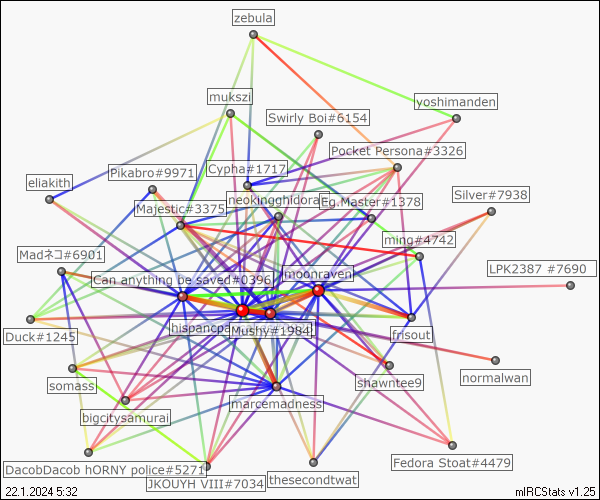 zebula
mukszi
yoshimanden
Swirly Boi#6154
Pocket Persona#3326
Cypha#1717
Pikabro#9971
eliakith
neokingghidora
Eg.Master#1378
Silver#7938
Majestic#3375
ming#4742
Madネコ#6901
LPK2387 #7690
Can anything be saved#0396
moonraven
Mushy#1984
Duck#1245
frisout
normalwan
shawntee9
somass
marcemadness
bigcitysamurai
DacobDacob hORNY police#5271
Fedora Stoat#4479
thesecondtwat
JKOUYH VIII#7034
22.1.2024 5:32
mIRCStats v1.25